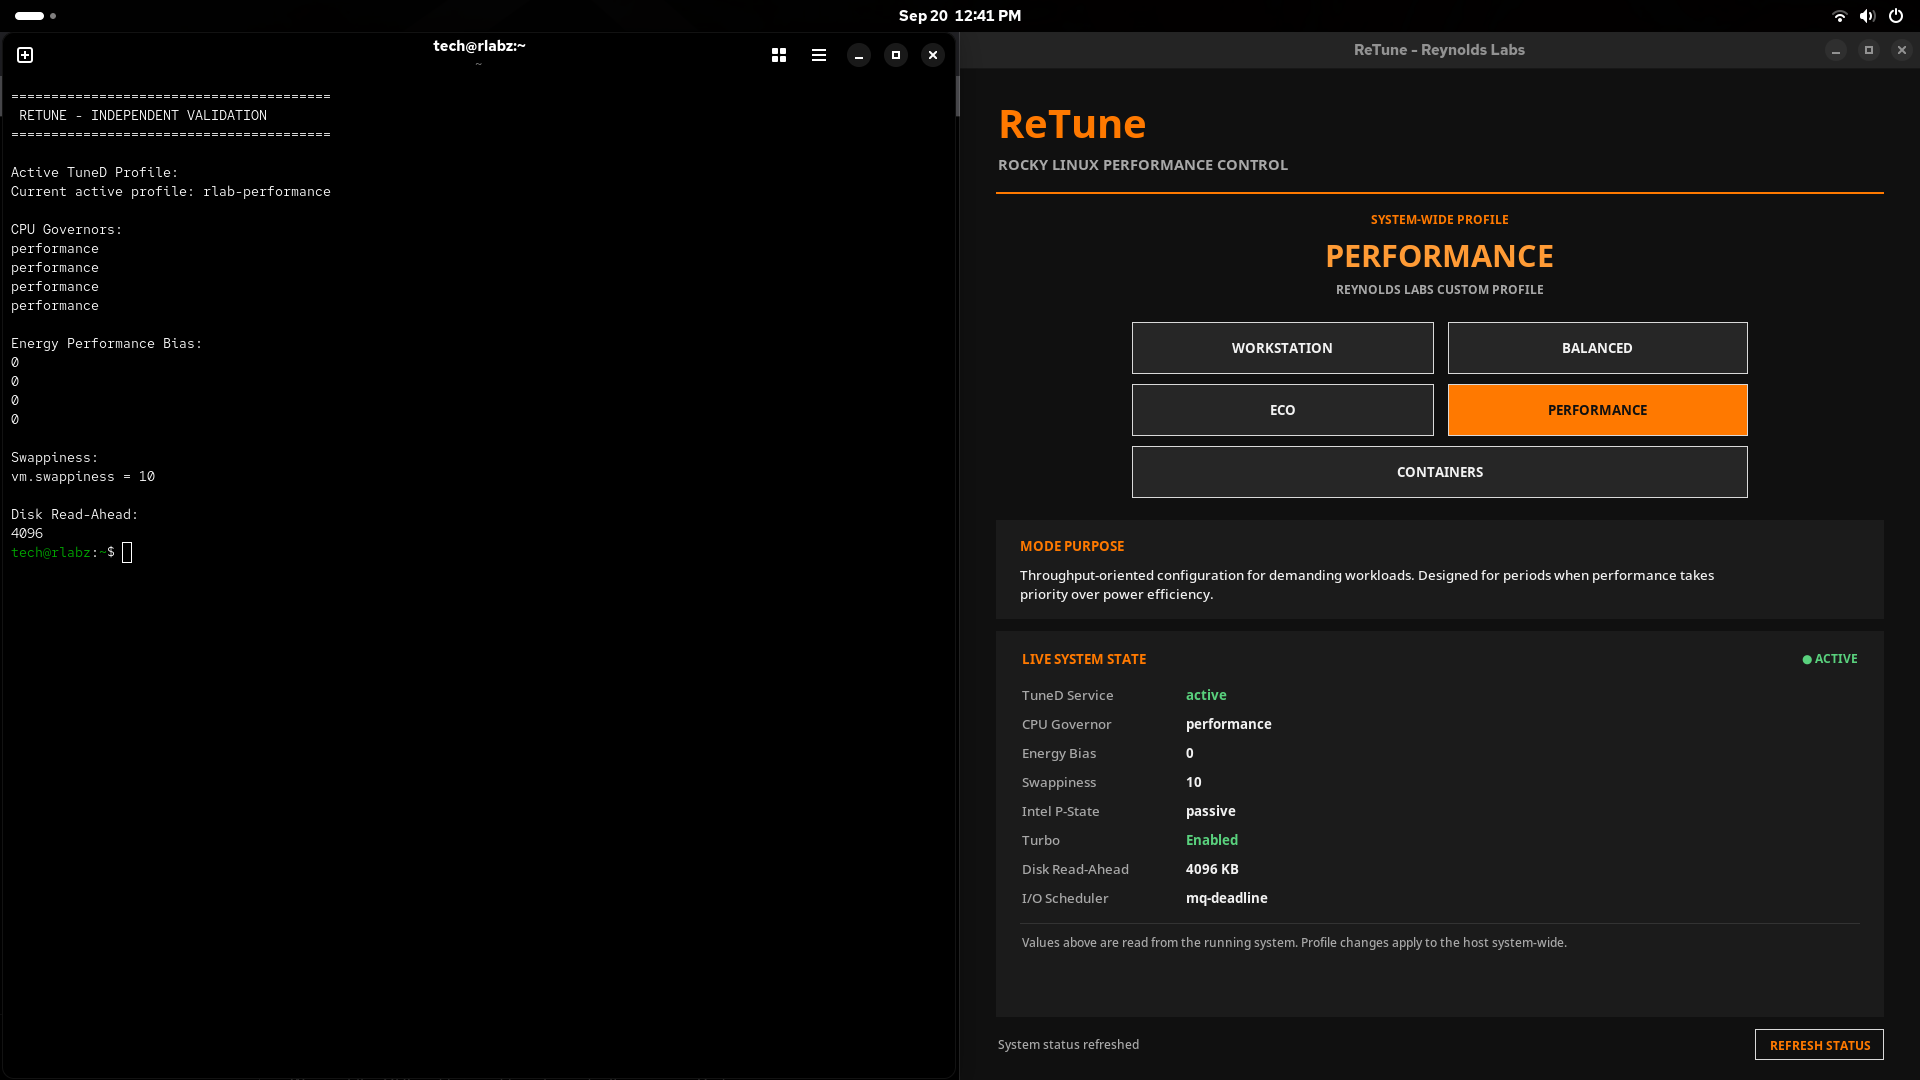 Sep 20 12:41 PM
tech@rlabz:~
~
========================================
RETUNE - INDEPENDENT VALIDATION
========================================
Active TuneD Profile:
Current active profile: rlab-performance
CPU Governors:
performance
performance
performance
performance
Energy Performance Bias:
0
0
0
0
Swappiness:
vm.swappiness = 10
Disk Read-Ahead:
4096
tech@rlabz:~$
ReTune - Reynolds Labs
ReTune
ROCKY LINUX PERFORMANCE CONTROL
SYSTEM-WIDE PROFILE
PERFORMANCE
REYNOLDS LABS CUSTOM PROFILE
WORKSTATION
BALANCED
ECO
PERFORMANCE
CONTAINERS
MODE PURPOSE
Throughput-oriented configuration for demanding workloads. Designed for periods when performance takes
priority over power efficiency.
LIVE SYSTEM STATE
ACTIVE
TuneD Service active
CPU Governor performance
Energy Bias 0
Swappiness 10
Intel P-State passive
Turbo Enabled
Disk Read-Ahead 4096 KB
I/O Scheduler mq-deadline
Values above are read from the running system. Profile changes apply to the host system-wide.
System status refreshed
REFRESH STATUS